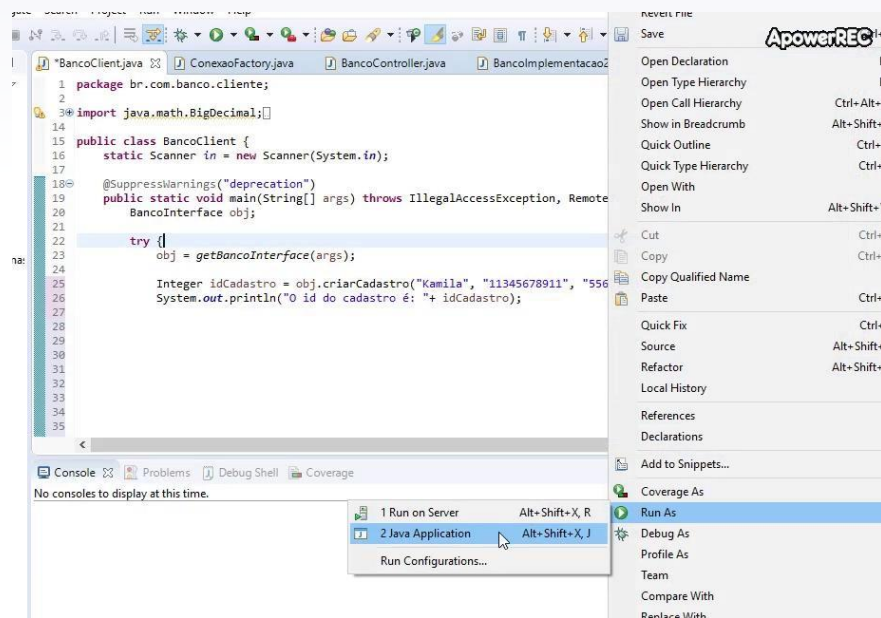 Search Project Run Window Help
Revert File
Save
ApowerREC
*BancoClient.java
ConexaoFactory.java
BancoController.java
BancoImplementacao2
1 package br.com.banco.cliente;
2
3 import java.math.BigDecimal;
14
15 public class BancoClient {
16 static Scanner in = new Scanner(System.in);
17
18 @SuppressWarnings("deprecation")
19 public static void main(String[] args) throws IllegalAccessException, Remote
20 BancoInterface obj;
21
22 try {
23 obj = getBancoInterface(args);
24
25 Integer idCadastro = obj.criarCadastro("Kamila", "11345678911", "556
26 System.out.println("O id do cadastro é: "+ idCadastro);
27
28
29
30
31
32
33
34
35
Console
Problems
Debug Shell
Coverage
No consoles to display at this time.
1 Run on Server Alt+Shift+X, R
2 Java Application Alt+Shift+X, J
Run Configurations...
Open Declaration
Open Type Hierarchy
Open Call Hierarchy Ctrl+Alt+
Show in Breadcrumb Alt+Shift+
Quick Outline Ctrl+
Quick Type Hierarchy Ctrl+
Open With
Show In Alt+Shift+
Cut Ctrl+
Copy Ctrl+
Copy Qualified Name
Paste Ctrl+
Quick Fix Ctrl+
Source Alt+Shift+
Refactor Alt+Shift+
Local History
References
Declarations
Add to Snippets...
Coverage As
Run As
Debug As
Profile As
Team
Compare With
Replace With